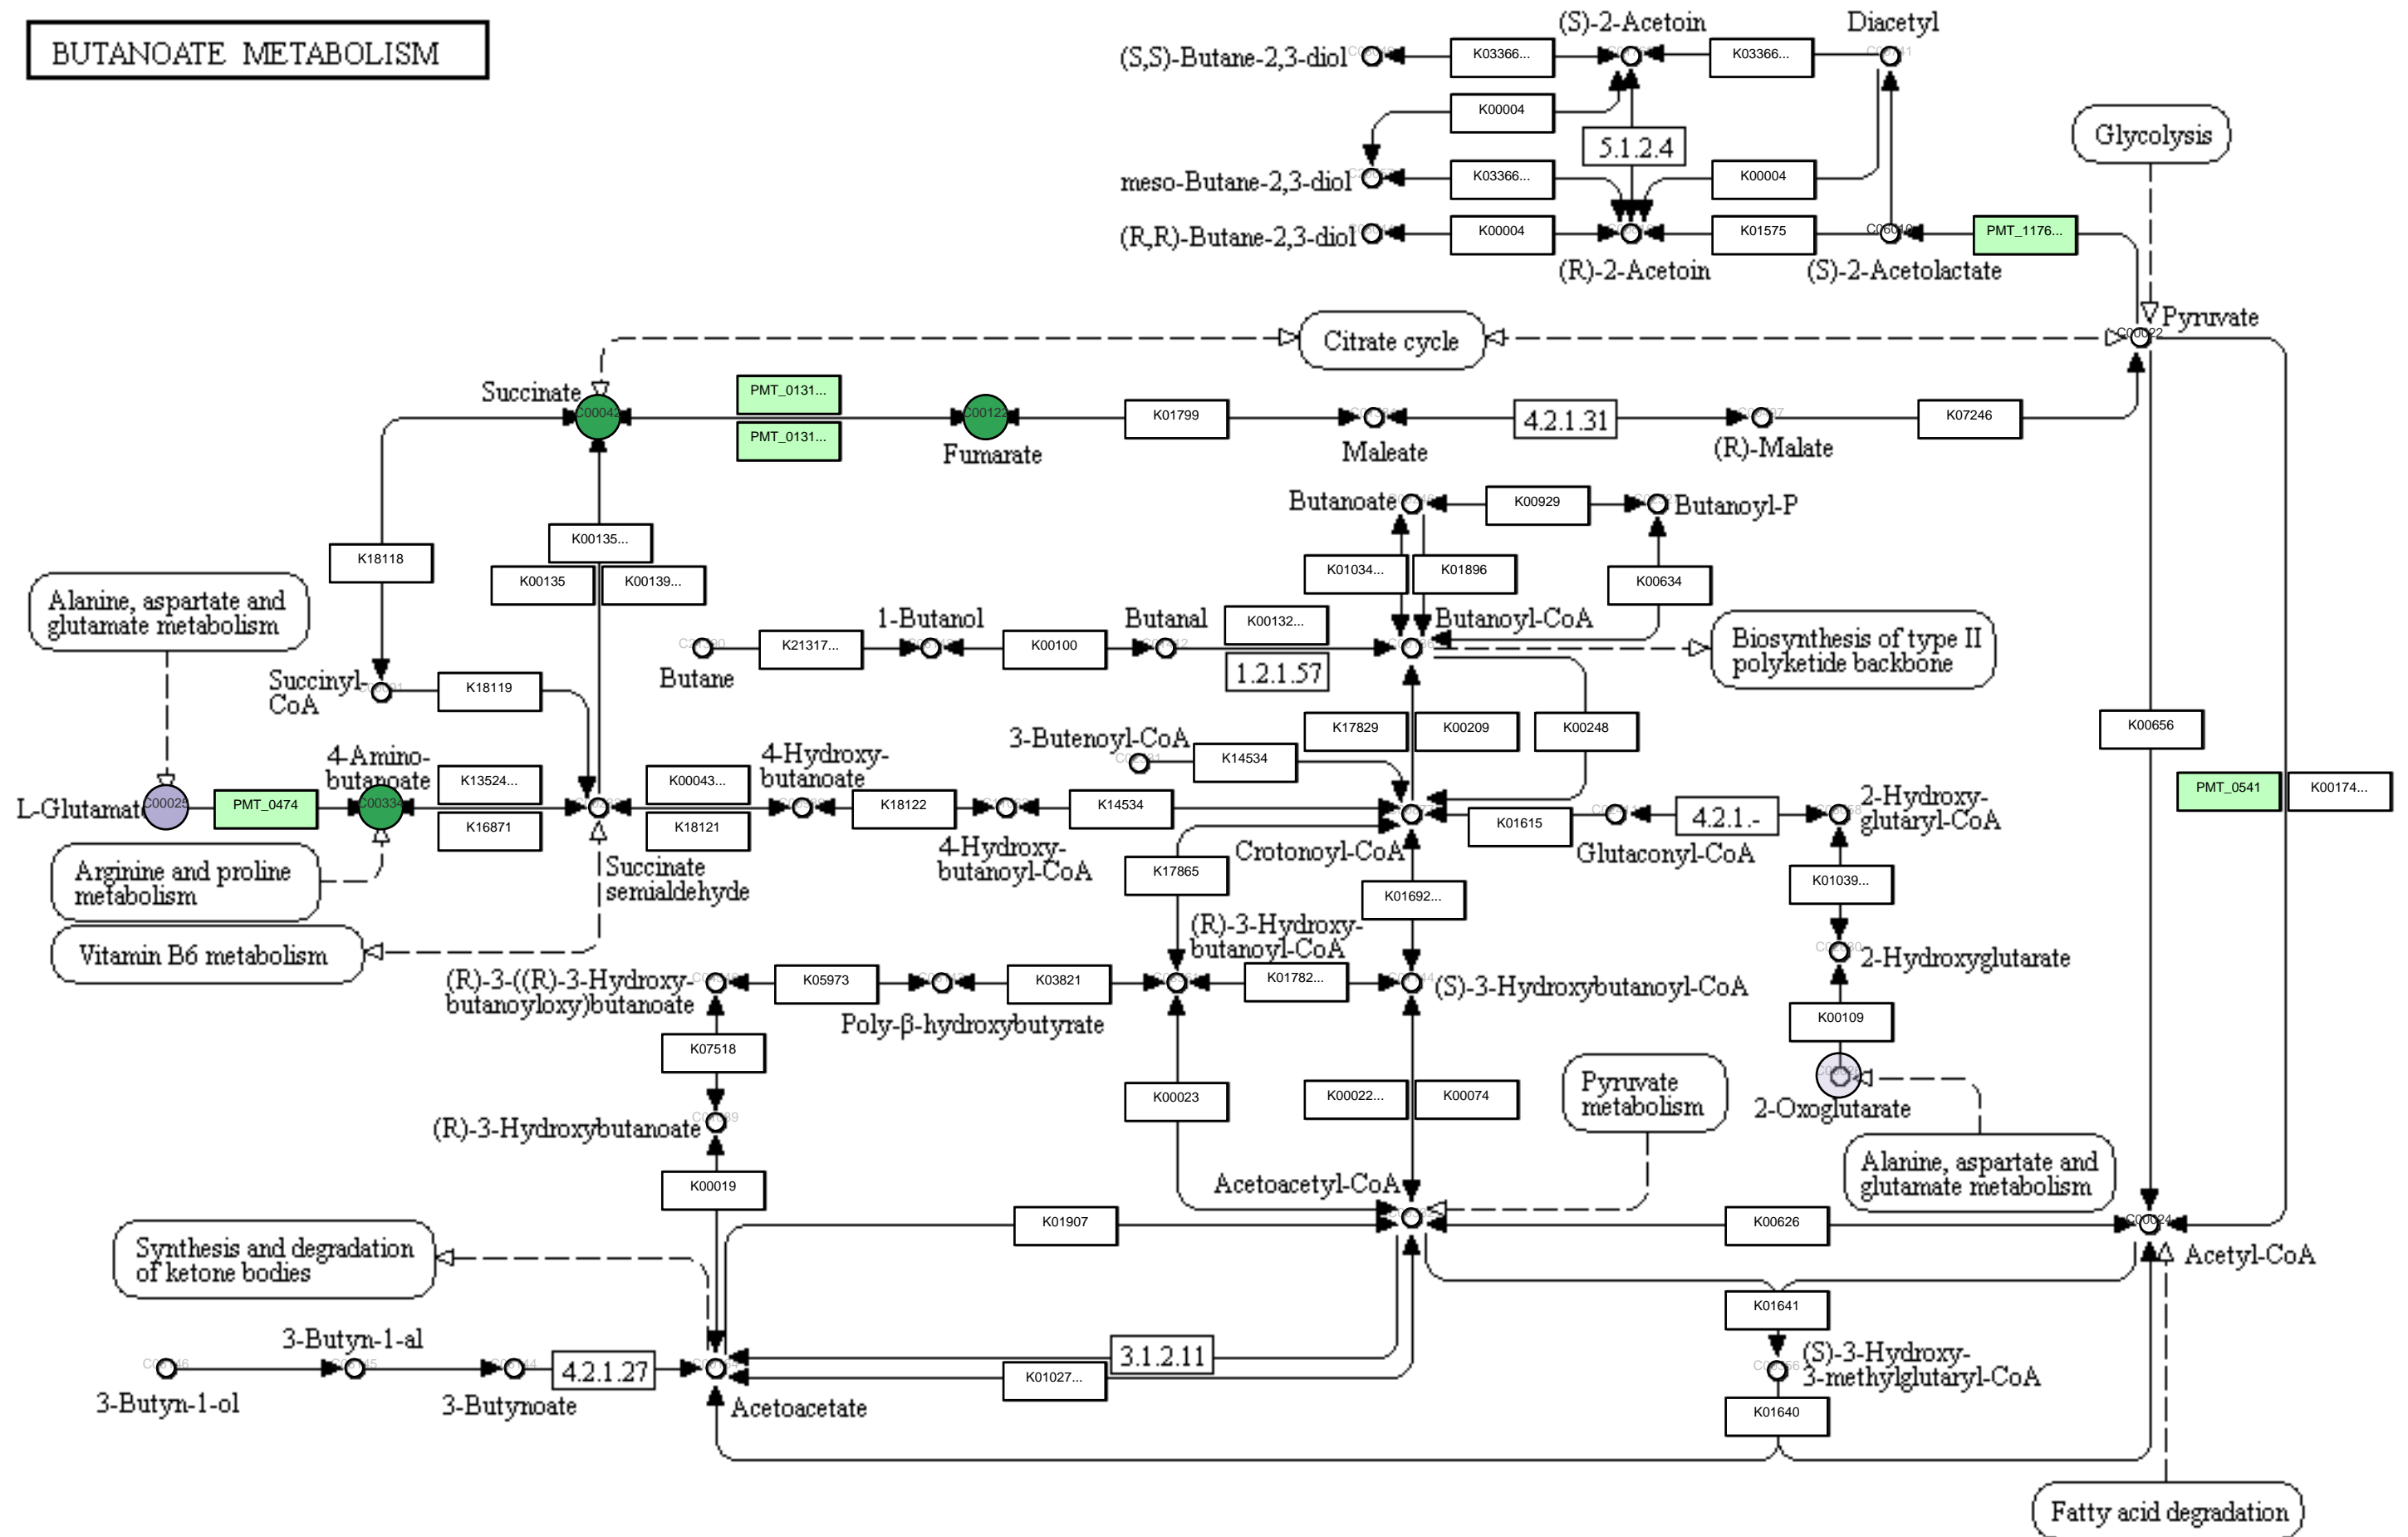 BUTANOATE METABOLISM
(S)-2-Acetoin
Diacetyl
(S,S)-Butane-2,3-diol
K03366...
K03366...
K00004
5.1.2.4
Glycolysis
meso-Butane-2,3-diol
K03366...
K00004
(R,R)-Butane-2,3-diol
K00004
K01575
PMT_1176...
(R)-2-Acetoin
(S)-2-Acetolactate
Pyruvate
C00022
Citrate cycle
Succinate
C00042
PMT_0131...
PMT_0131...
C00122
Fumarate
K01799
Maleate
4.2.1.31
(R)-Malate
K07246
Butanoate
K00929
Butanoyl-P
K18118
K00135...
K00135
K00139...
K01034...
K01896
K00634
Alanine, aspartate and
glutamate metabolism
1-Butanol
Butanal
K00132...
Butanoyl-CoA
Butane
K21317...
K00100
1.2.1.57
Biosynthesis of type II
polyketide backbone
Succinyl-
CoA
K18119
K17829
K00209
K00248
K00656
3-Butenoyl-CoA
K14534
4-Amino-
butanoate
4-Hydroxy-
butanoate
L-Glutamate
C00025
PMT_0474
C00334
K13524...
K16871
K00043...
K18121
K18122
K14534
K01615
4.2.1.-
2-Hydroxy-
glutaryl-CoA
PMT_0541
K00174...
Succinate
semialdehyde
4-Hydroxy-
butanoyl-CoA
Crotonoyl-CoA
Glutaconyl-CoA
Arginine and proline
metabolism
K17865
K01692...
K01039...
Vitamin B6 metabolism
(R)-3-Hydroxy-
butanoyl-CoA
2-Hydroxyglutarate
(R)-3-((R)-3-Hydroxy-
butanoyloxy)butanoate
K05973
K03821
K01782...
(S)-3-Hydroxybutanoyl-CoA
Poly-β-hydroxybutyrate
K00109
K07518
K00023
K00022...
K00074
Pyruvate
metabolism
2-Oxoglutarate
(R)-3-Hydroxybutanoate
Alanine, aspartate and
glutamate metabolism
K00019
Acetoacetyl-CoA
K01907
K00626
C00024
Acetyl-CoA
Synthesis and degradation
of ketone bodies
K01641
3-Butyn-1-al
3.1.2.11
4.2.1.27
K01027...
(S)-3-Hydroxy-
3-methylglutaryl-CoA
3-Butyn-1-ol
3-Butynoate
Acetoacetate
K01640
Fatty acid degradation